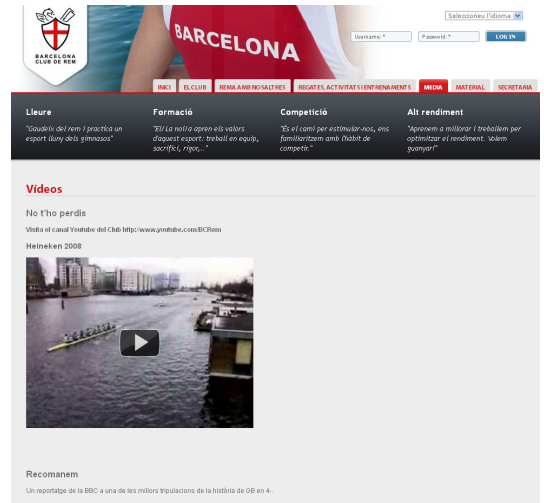 Seleccioneu l'idioma
BARCELONA
Username: *
Password: *
LOG IN
BARCELONA
CLUB DE REM
INICI
EL CLUB
REMA AMB NOSALTRES
REGATES, ACTIVITATS I ENTRENAMENTS
MEDIA
MATERIAL
SECRETARIA
Lleure
"Gaudeix del rem i practica un
esport lluny dels gimnasos"
Formació
"El/ La noi/a apren els valors
d'aquest esport: treball en equip,
sacrifici, rigor,.."
Competició
"És el camí per estimular-nos, ens
familiaritzem amb l'hàbit de
competir."
Alt rendiment
"Aprenem a millorar i treballem per
optimitzar el rendiment. Volem
guanyar!"
Vídeos
No t'ho perdis
Visita el canal Youtube del Club http://www.youtube.com/BCRem
Heineken 2008
Recomanem
Un reportatge de la BBC a una de les millors tripulacions de la història de GB en 4-.